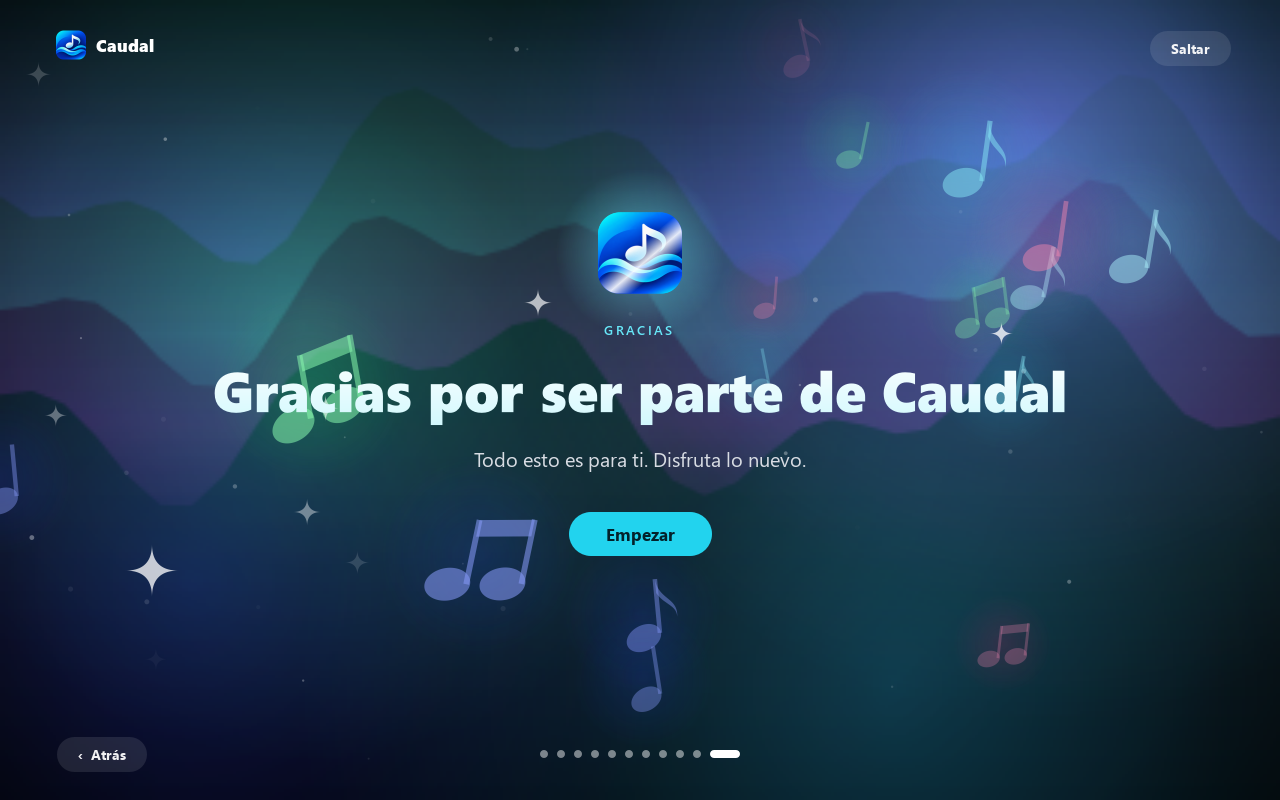 Caudal
Saltar
GRACIAS
Gracias por ser parte de Caudal
Todo esto es para ti. Disfruta lo nuevo.
Empezar
‹ Atrás